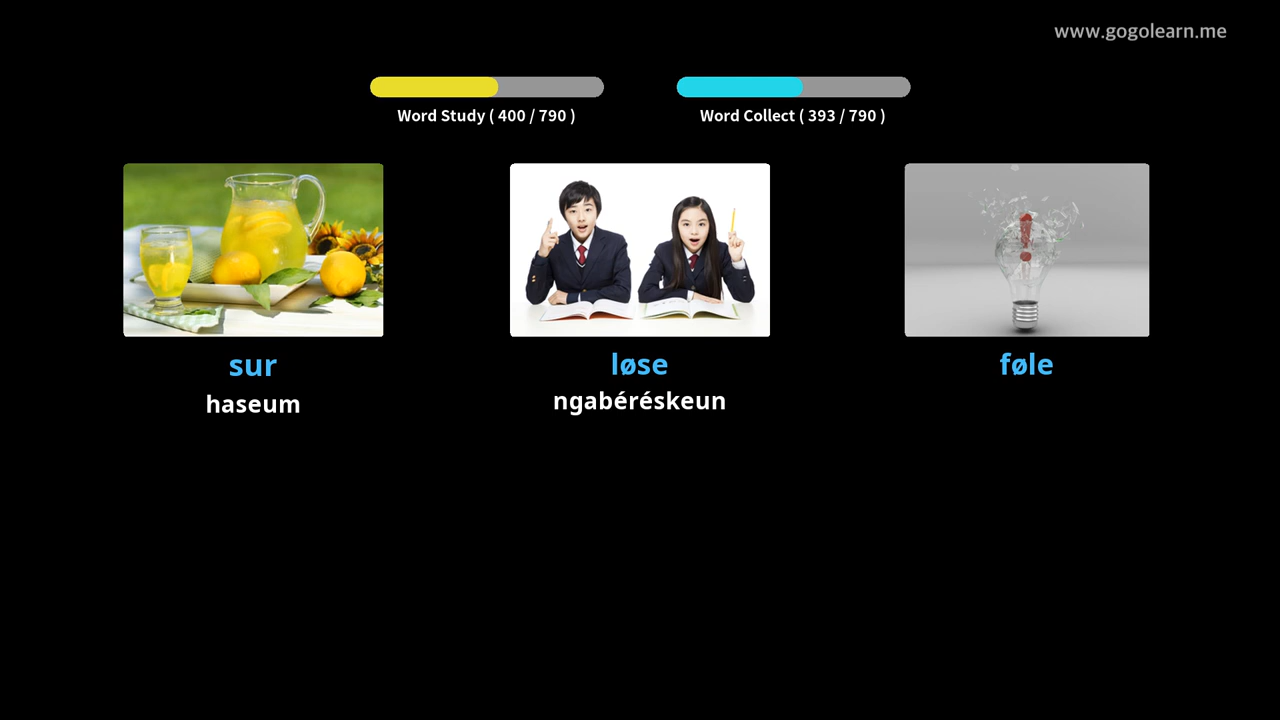 www.gogolearn.me
Word Study ( 400 / 790 )
Word Collect ( 393 / 790 )
sur
haseum
løse
ngabéréskeun
føle